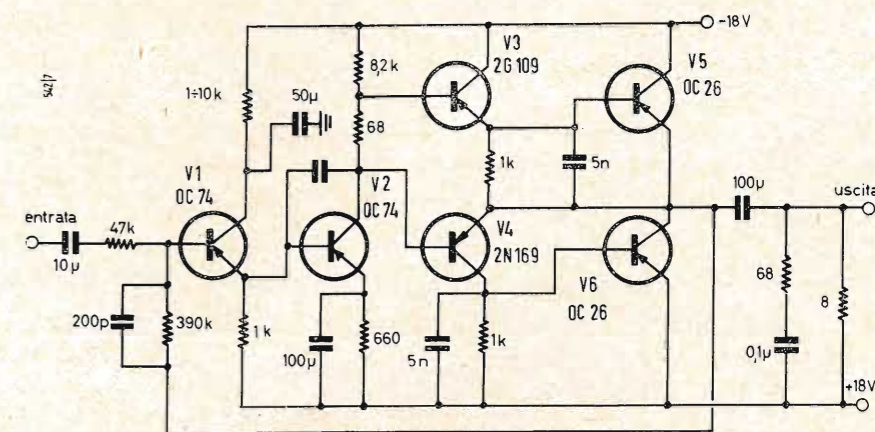 -18V
V3
2G 109
V5
OC 26
8,2k
1÷10k
50µ
68
1k
5n
V1
OC 74
V2
OC 74
100µ
uscita
entrata
47k
10µ
V4
2N169
V6
OC 26
68
8
200p
390k
1k
100µ
660
5n
1k
0,1µ
+18V